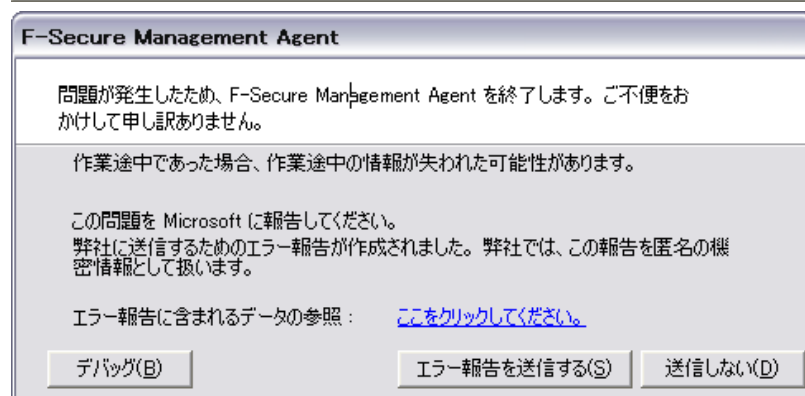 F-Secure Management Agent
問題が発生したため、F-Secure Management Agent を終了します。ご不便をお
かけして申し訳ありません。
作業途中であった場合、作業途中の情報が失われた可能性があります。
この問題を Microsoft に報告してください。
弊社に送信するためのエラー報告が作成されました。弊社では、この報告を匿名の機
密情報として扱います。
エラー報告に含まれるデータの参照： ここをクリックしてください。
デバッグ(B) エラー報告を送信する(S) 送信しない(D)